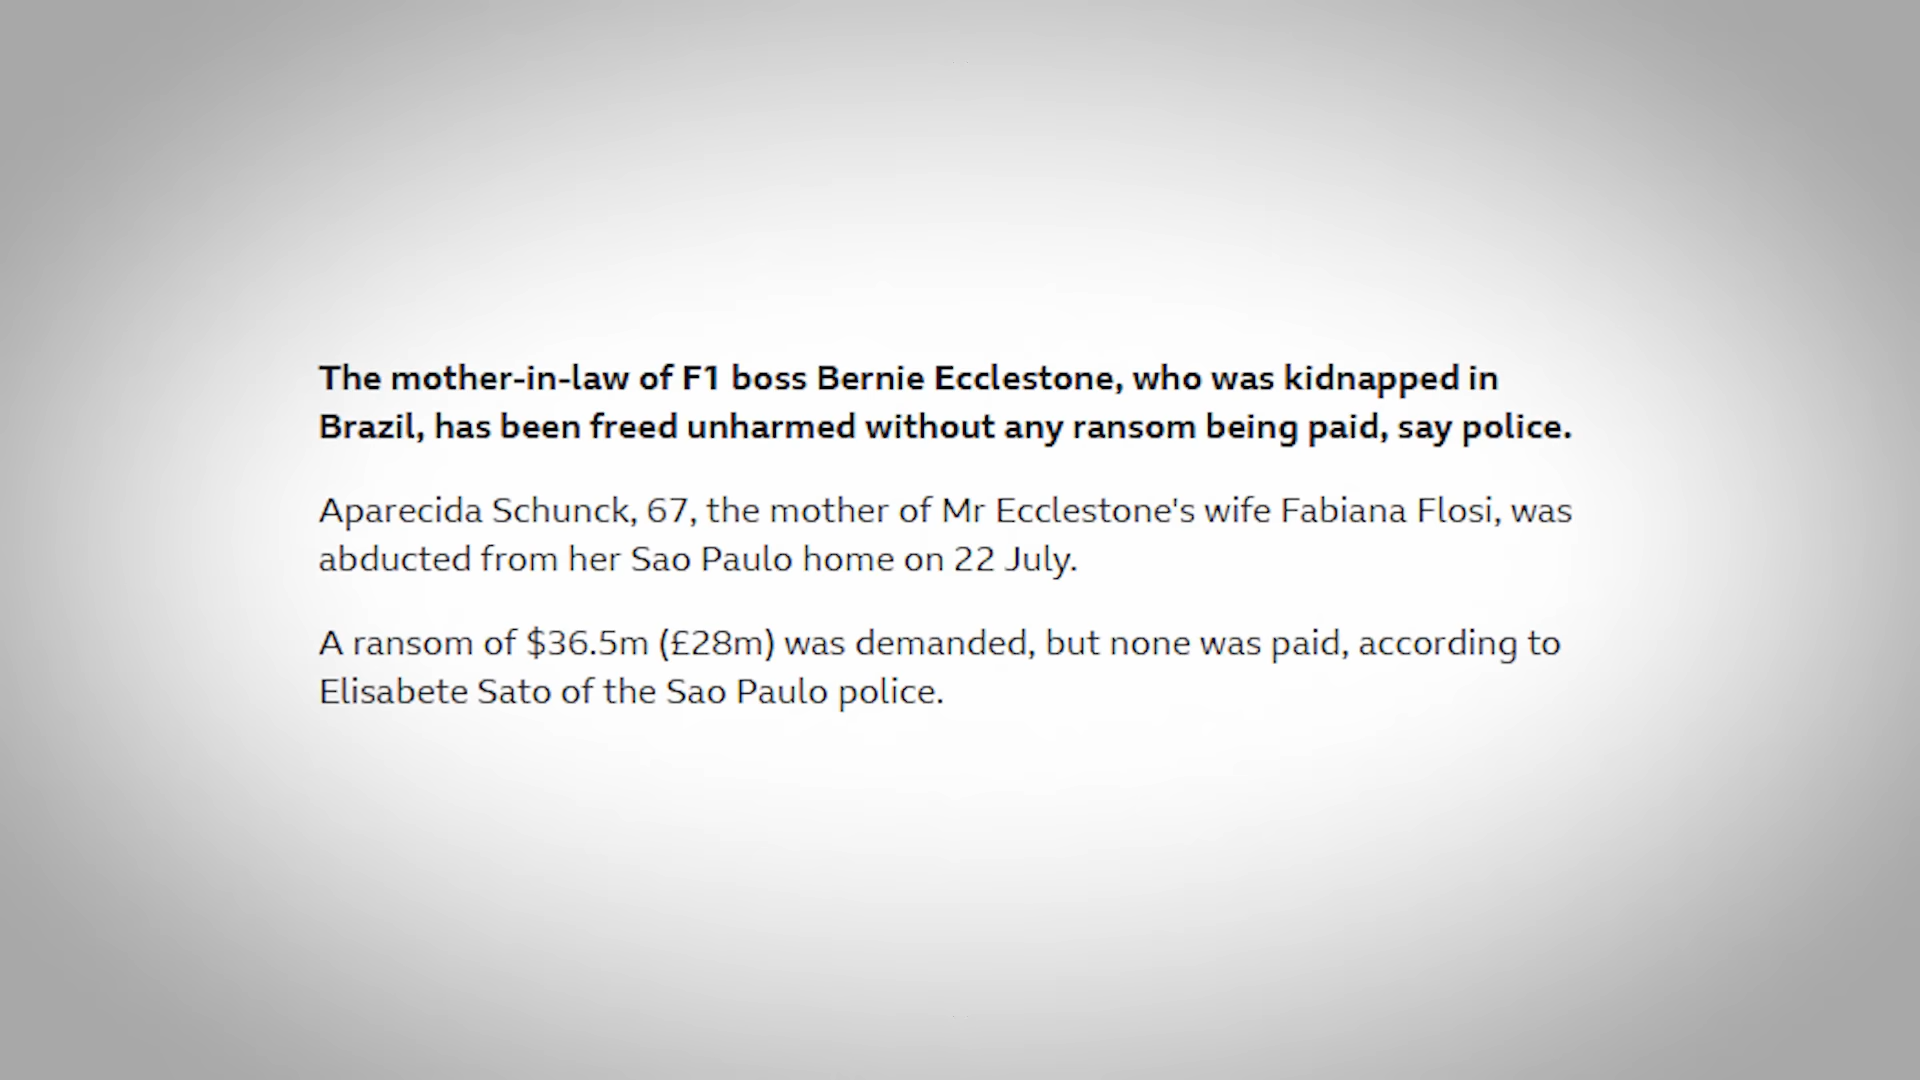 The mother-in-law of F1 boss Bernie Ecclestone, who was kidnapped in
Brazil, has been freed unharmed without any ransom being paid, say police.
Aparecida Schunck, 67, the mother of Mr Ecclestone's wife Fabiana Flosi, was
abducted from her Sao Paulo home on 22 July.
A ransom of $36.5m (£28m) was demanded, but none was paid, according to
Elisabete Sato of the Sao Paulo police.